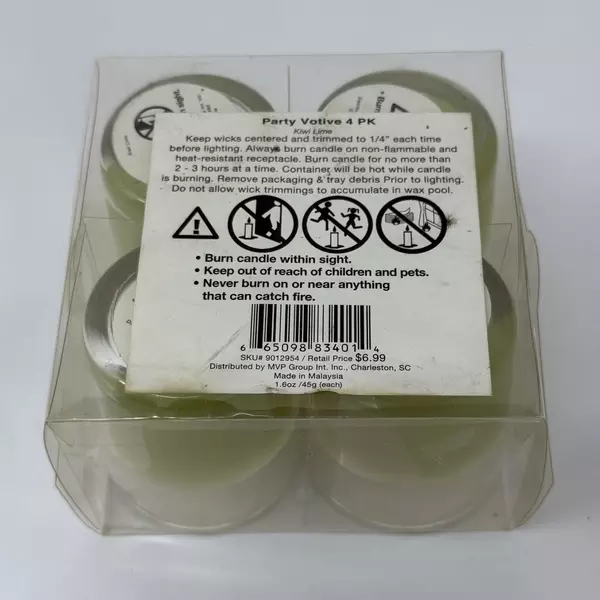 Party Votive 4 PK
Kiwi Lime
Keep wicks centered and trimmed to 1/4" each time
before lighting. Always burn candle on non-flammable and
heat-resistant receptacle. Burn candle for no more than
2 - 3 hours at a time. Container will be hot while candle
is burning. Remove packaging & tray debris Prior to lighting.
Do not allow wick trimmings to accumulate in wax pool.
• Burn candle within sight.
• Keep out of reach of children and pets.
• Never burn on or near anything
that can catch fire.
6 65098 83401 4
SKU# 9012954 / Retail Price $6.99
Distributed by MVP Group Int. Inc., Charleston, SC
Made in Malaysia
1.6oz /45g (each)